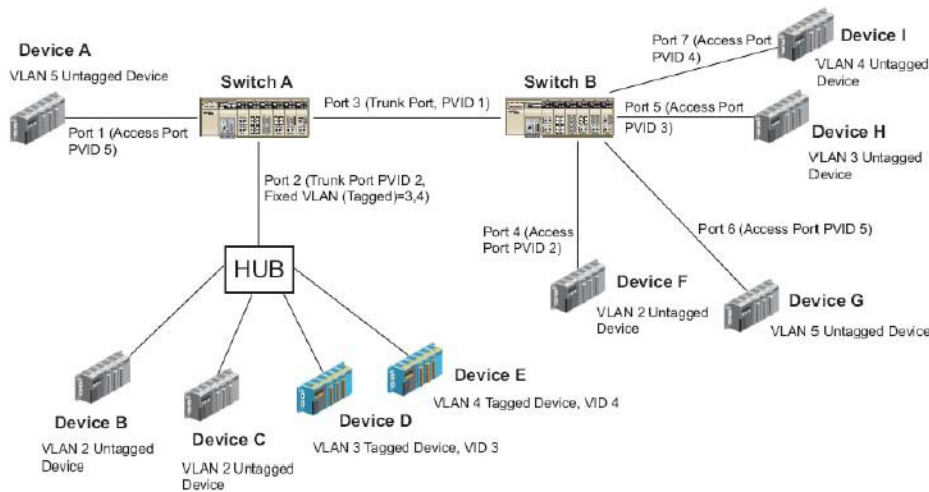 Device A
VLAN 5 Untagged Device
Port 1 (Access Port
PVID 5)
Switch A
Port 3 (Trunk Port, PVID 1)
Switch B
Port 7 (Access Port
PVID 4)
Device I
VLAN 4 Untagged
Device
Port 5 (Access Port
PVID 3)
Device H
VLAN 3 Untagged
Device
Port 2 (Trunk Port PVID 2,
Fixed VLAN (Tagged)=3,4)
Port 4 (Access
Port PVID 2)
Port 6 (Access Port PVID 5)
HUB
Device F
VLAN 2 Untagged
Device
Device G
VLAN 5 Untagged Device
Device B
VLAN 2 Untagged
Device
Device C
VLAN 2 Untagged
Device
Device D
VLAN 3 Tagged Device, VID 3
Device E
VLAN 4 Tagged Device, VID 4